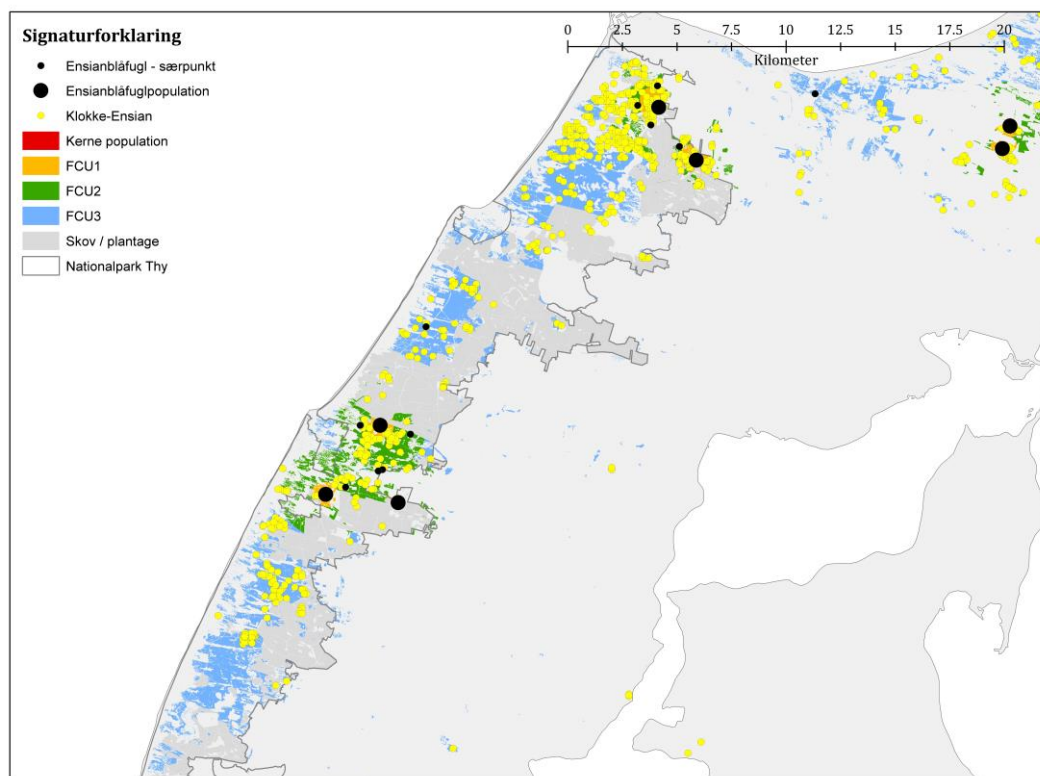 Signaturforklaring
Ensianblåfugl - særpunkt
Ensianblåfuglpopulation
Klokke-Ensian
Kerne population
FCU1
FCU2
FCU3
Skov / plantage
Nationalpark Thy
0 2.5 5 7.5 10 12.5 15 17.5 20
Kilometer